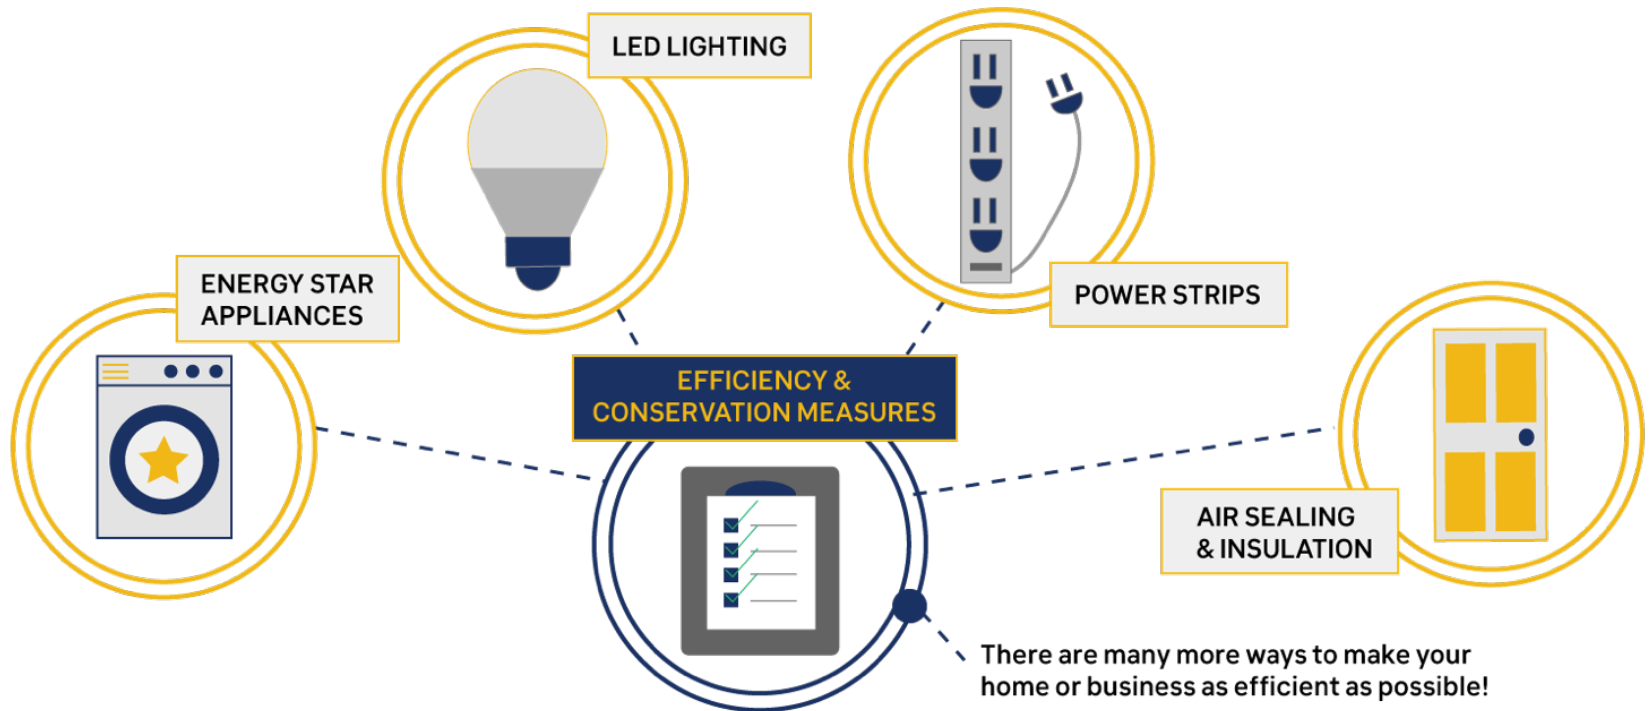 LED LIGHTING
ENERGY STAR
APPLIANCES
POWER STRIPS
EFFICIENCY &
CONSERVATION MEASURES
AIR SEALING
& INSULATION
There are many more ways to make your
home or business as efficient as possible!